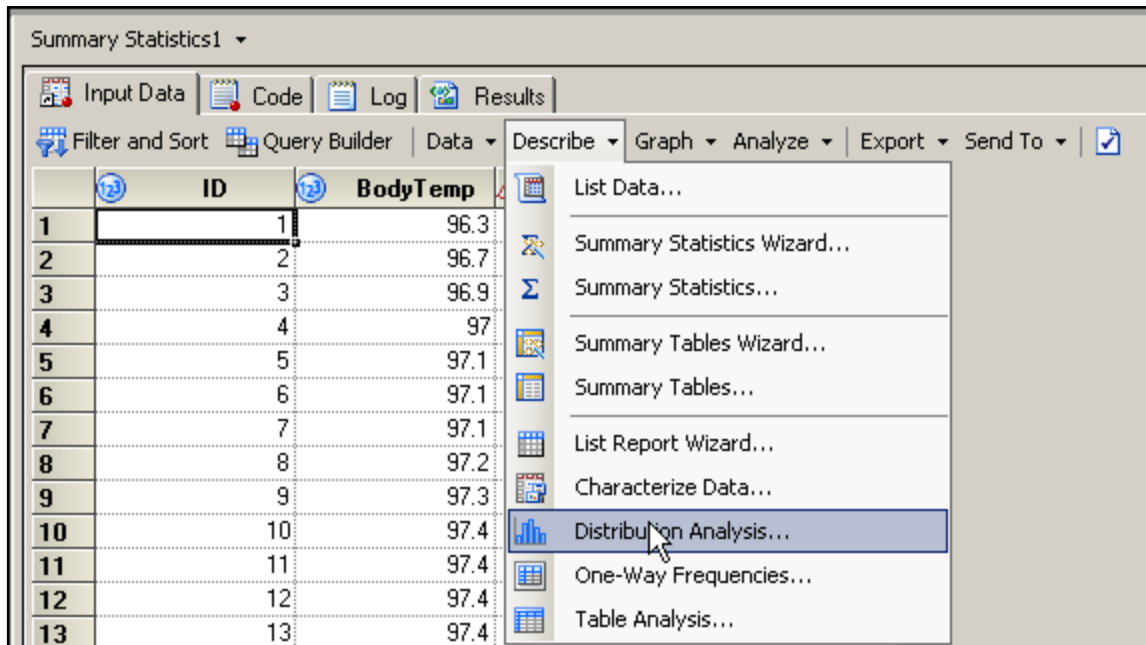 Summary Statistics1
Input Data Code Log Results
Filter and Sort Query Builder Data Describe Graph Analyze Export Send To
ID BodyTemp List Data...
1 1 96.3
2 2 96.7 Summary Statistics Wizard...
3 3 96.9 Summary Statistics...
4 4 97 Summary Tables Wizard...
5 5 97.1
6 6 97.1 Summary Tables...
7 7 97.1 List Report Wizard...
8 8 97.2
9 9 97.3 Characterize Data...
10 10 97.4 Distribution Analysis...
11 11 97.4 One-Way Frequencies...
12 12 97.4
13 13 97.4 Table Analysis...